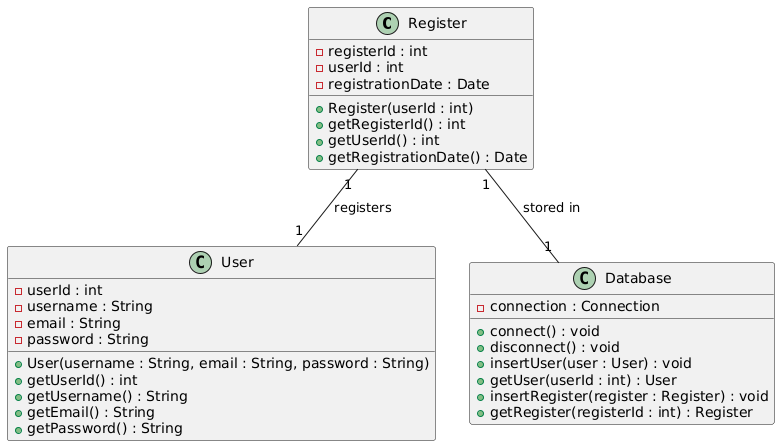 C Register
registerId : int
userId : int
registrationDate : Date
Register(userId : int)
getRegisterId() : int
getUserId() : int
getRegistrationDate() : Date
1
1
registers
stored in
1
1
C User
userId : int
username : String
email : String
password : String
User(username : String, email : String, password : String)
getUserId() : int
getUsername() : String
getEmail() : String
getPassword() : String
C Database
connection : Connection
connect() : void
disconnect() : void
insertUser(user : User) : void
getUser(userId : int) : User
insertRegister(register : Register) : void
getRegister(registerId : int) : Register